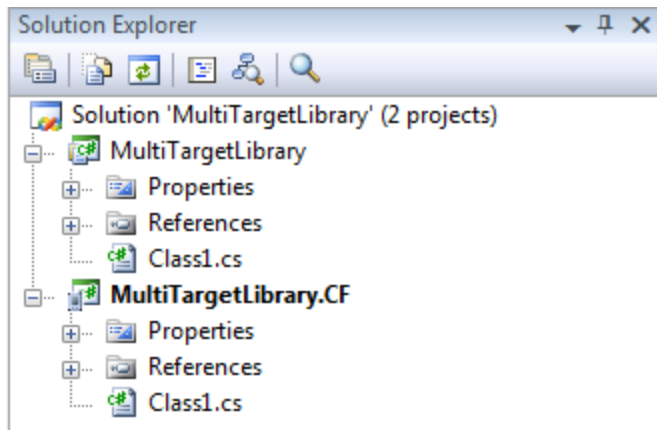 Solution Explorer
Solution 'MultiTargetLibrary' (2 projects)
MultiTargetLibrary
Properties
References
Class1.cs
MultiTargetLibrary.CF
Properties
References
Class1.cs